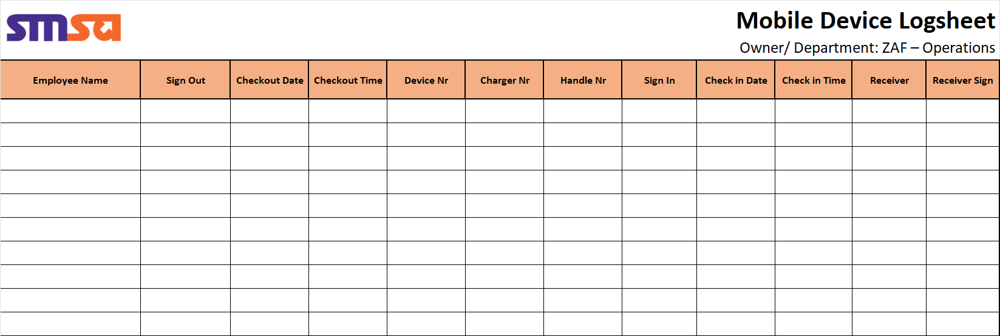 smsa
Mobile Device Logsheet
Owner/ Department: ZAF – Operations
Employee Name Sign Out Checkout Date Checkout Time Device Nr Charger Nr Handle Nr Sign In Check in Date Check in Time Receiver Receiver Sign